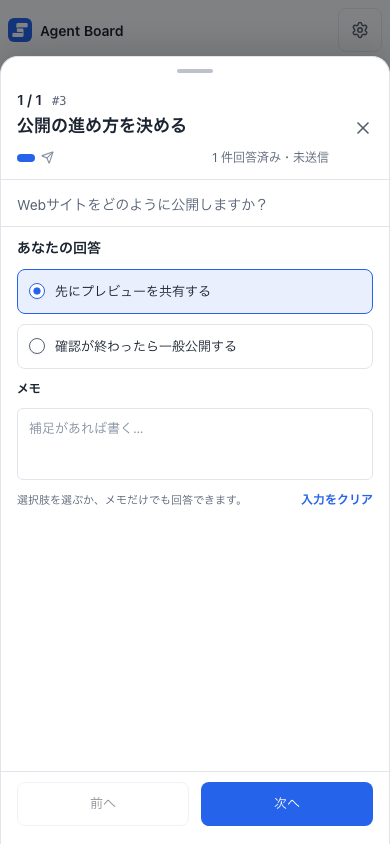 Agent Board
1 / 1 #3
公開の進め方を決める
1 件回答済み・未送信
Webサイトをどのように公開しますか？
あなたの回答
先にプレビューを共有する
確認が終わったら一般公開する
メモ
補足があれば書く...
選択肢を選ぶか、メモだけでも回答できます。
入力をクリア
前へ
次へ